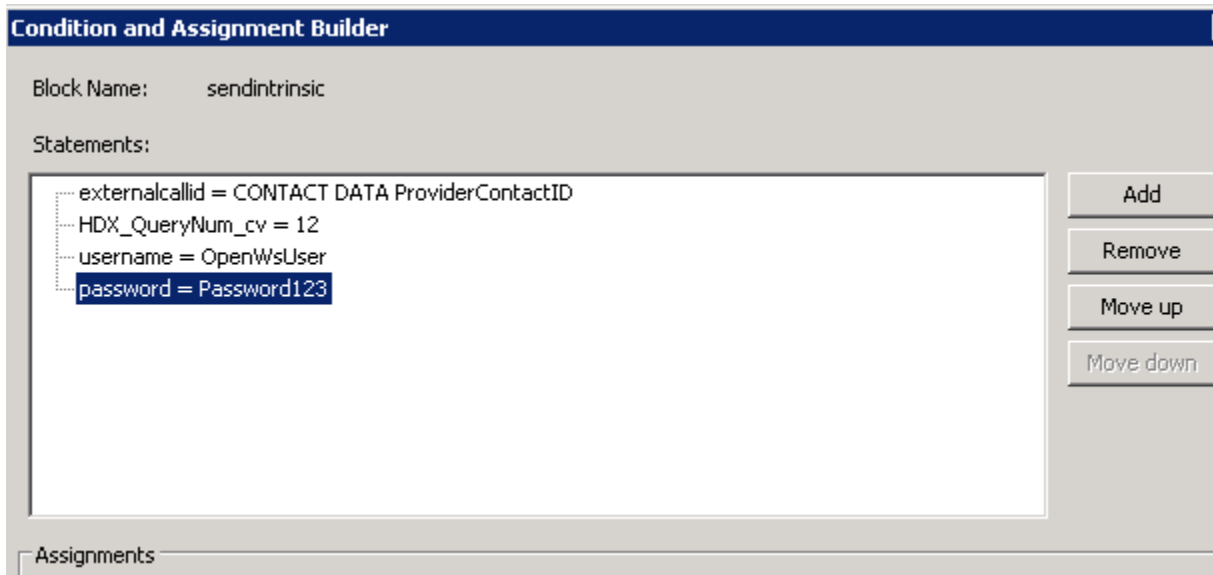 Condition and Assignment Builder
Block Name: sendintrinsic
Statements:
externalcallid = CONTACT DATA ProviderContactID
HDX_QueryNum_cv = 12
username = OpenWsUser
password = Password123
Add
Remove
Move up
Move down
Assignments